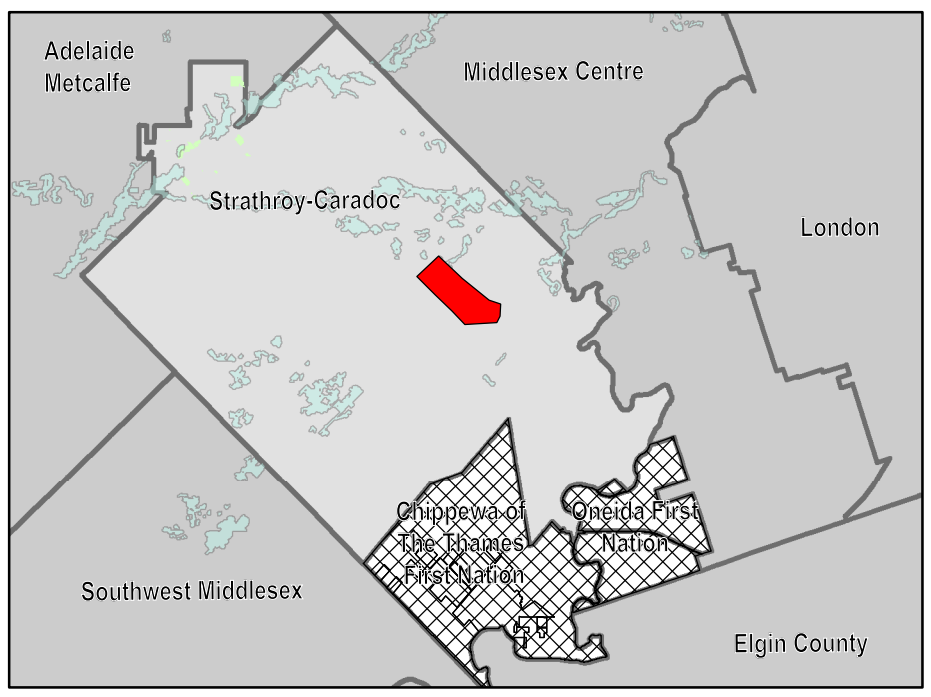 Adelaide
Metcalfe
Middlesex Centre
Strathroy-Caradoc
London
Chippewa of
The Thames
First Nation
Oneida First
Nation
Southwest Middlesex
Elgin County